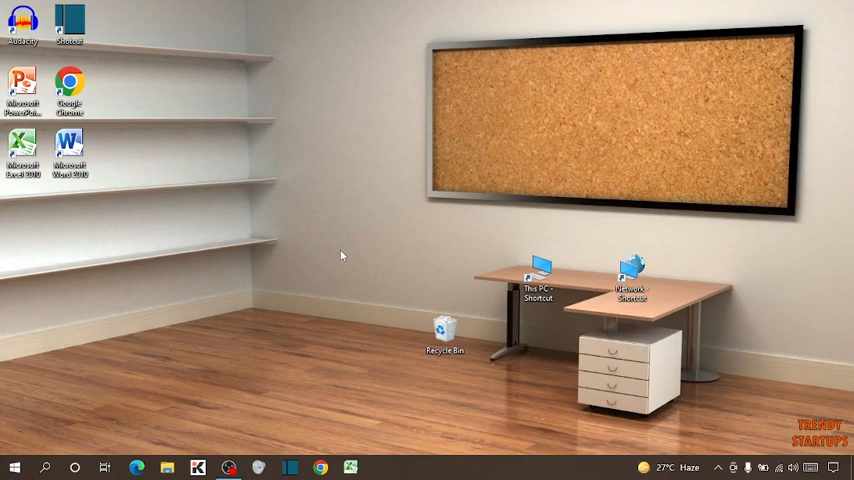 Audacity
Shotcut
Microsoft
PowerPoi...
Google
Chrome
Microsoft
Excel 2010
Microsoft
Word 2010
This PC -
Shortcut
Network -
Shortcut
Recycle Bin
TRENDY
STARTUPS
27°C Haze